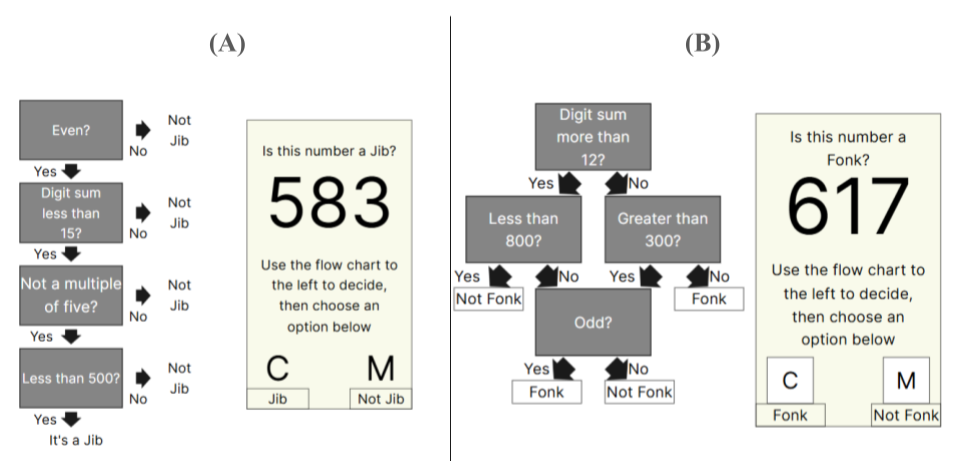 (A)
Even?
No
Not
Jib
Yes
Digit sum
less than
15?
No
Not
Jib
Yes
Not a multiple
of five?
No
Not
Jib
Yes
Less than 500?
No
Not
Jib
Yes
It's a Jib
Is this number a Jib?
583
Use the flow chart to
the left to decide,
then choose an
option below
C
M
Jib
Not Jib
(B)
Digit sum
more than
12?
Yes
No
Less than
800?
Greater than
300?
Yes
No
Yes
No
Not Fonk
Fonk
Odd?
Yes
No
Fonk
Not Fonk
Is this number a
Fonk?
617
Use the flow chart to
the left to decide,
then choose an
option below
C
M
Fonk
Not Fonk